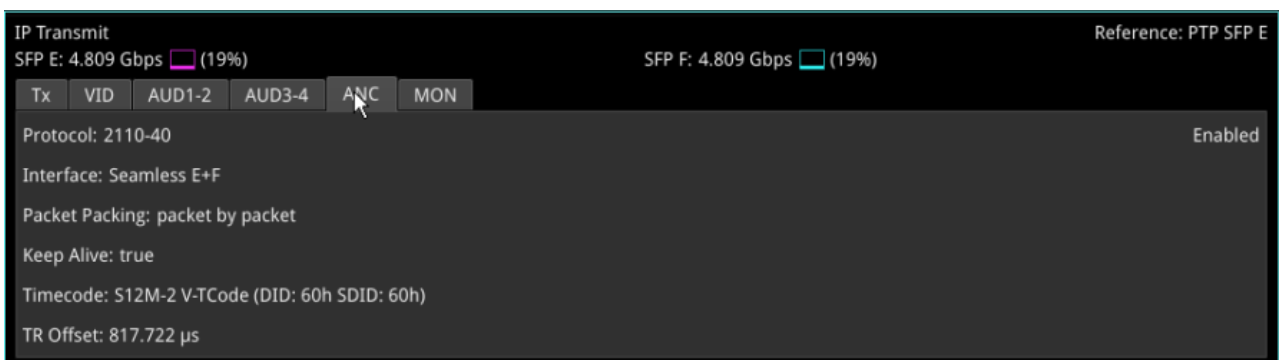 IP Transmit
Reference: PTP SFP E
SFP E: 4.809 Gbps (19%)
SFP F: 4.809 Gbps (19%)
Tx VID AUD1-2 AUD3-4 ANC MON
Protocol: 2110-40
Enabled
Interface: Seamless E+F
Packet Packing: packet by packet
Keep Alive: true
Timecode: S12M-2 V-TCode (DID: 60h SDID: 60h)
TR Offset: 817.722 µs